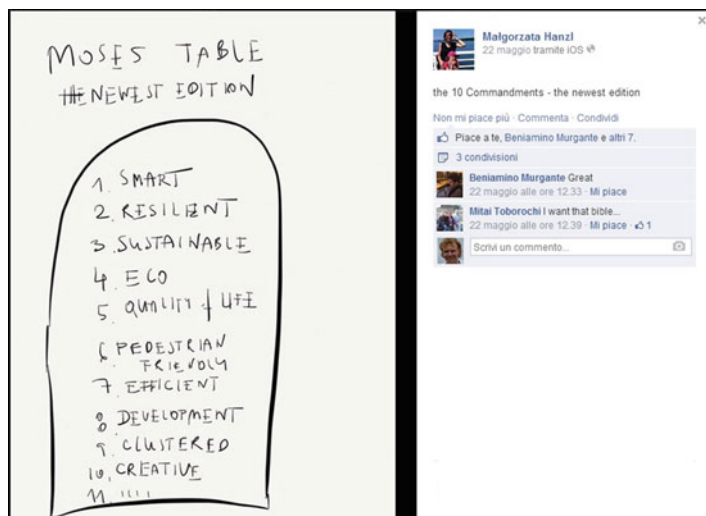 MOSES TABLE
THE NEWEST EDITION
1. SMART
2. RESILIENT
3 SUSTAINABLE
4. ECO
5. QUALITY of LIFE
6 PEDESTRIAN
FRIENDLY
7. EFFICIENT
8 DEVELOPMENT
9. CLUSTERED
10. CREATIVE
11. ....
x
Małgorzata Hanzl
22 maggio tramite iOS
the 10 Commandments - the newest edition
Non mi piace più · Commenta · Condividi
Piace a te, Beniamino Murgante e altri 7.
3 condivisioni
Beniamino Murgante Great
22 maggio alle ore 12.33 · Mi piace
Mitai Toborochi I want that bible...
22 maggio alle ore 12.39 · Mi piace · 1
Scrivi un commento...